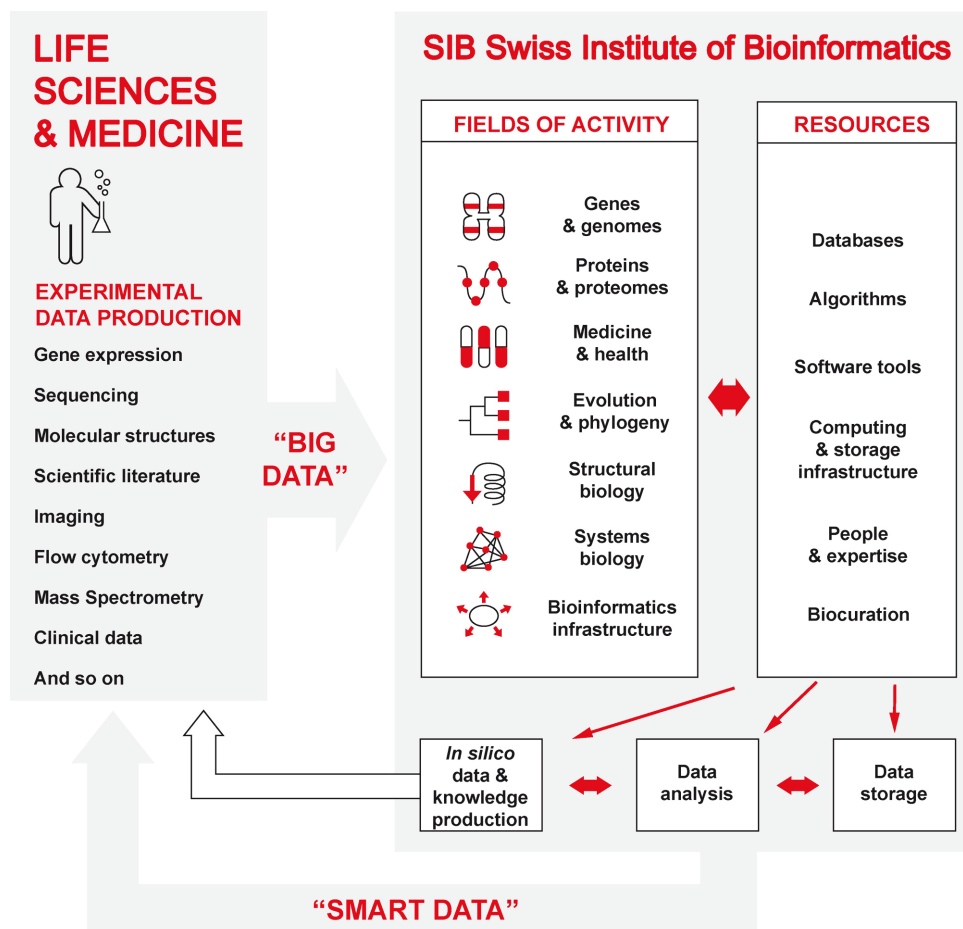 LIFE
SCIENCES
& MEDICINE
EXPERIMENTAL
DATA PRODUCTION
Gene expression
Sequencing
Molecular structures
Scientific literature
Imaging
Flow cytometry
Mass Spectrometry
Clinical data
And so on
“BIG
DATA”
SIB Swiss Institute of Bioinformatics
FIELDS OF ACTIVITY
Genes
& genomes
Proteins
& proteomes
Medicine
& health
Evolution
& phylogeny
Structural
biology
Systems
biology
Bioinformatics
infrastructure
RESOURCES
Databases
Algorithms
Software tools
Computing
& storage
infrastructure
People
& expertise
Biocuration
In silico
data &
knowledge
production
Data
analysis
Data
storage
“SMART DATA”